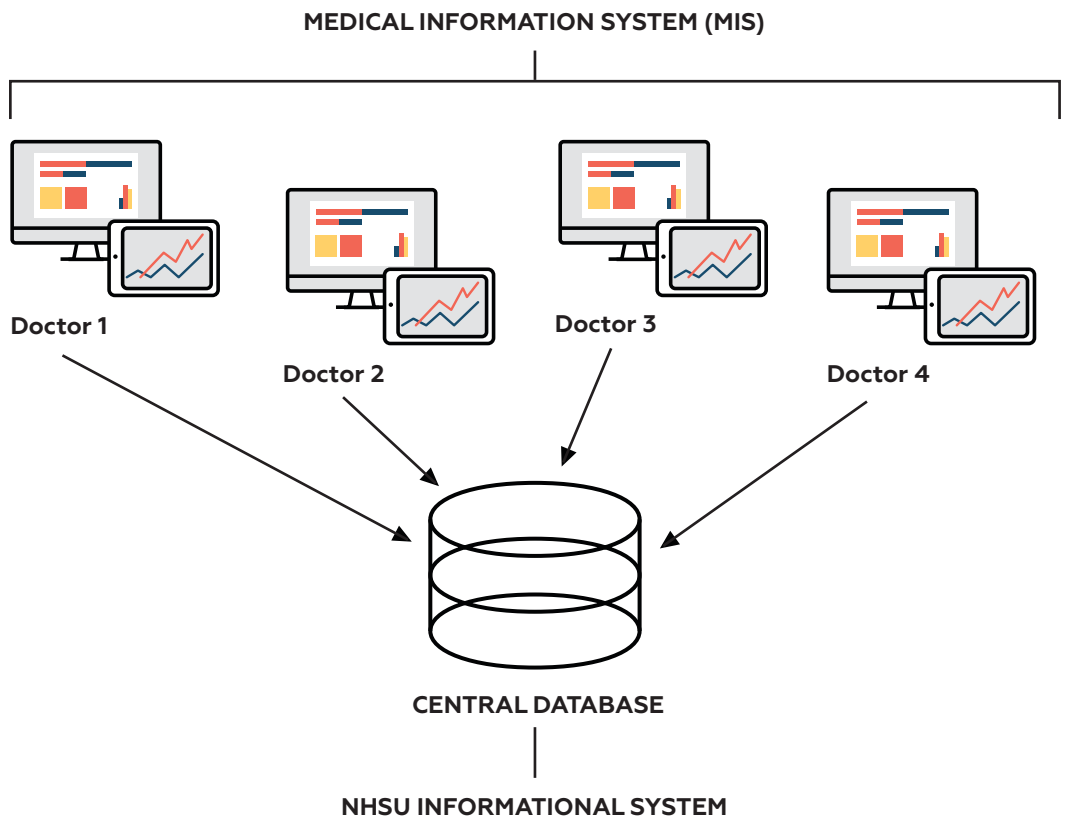 MEDICAL INFORMATION SYSTEM (MIS)
Doctor 1
Doctor 2
Doctor 3
Doctor 4
CENTRAL DATABASE
NHSU INFORMATIONAL SYSTEM